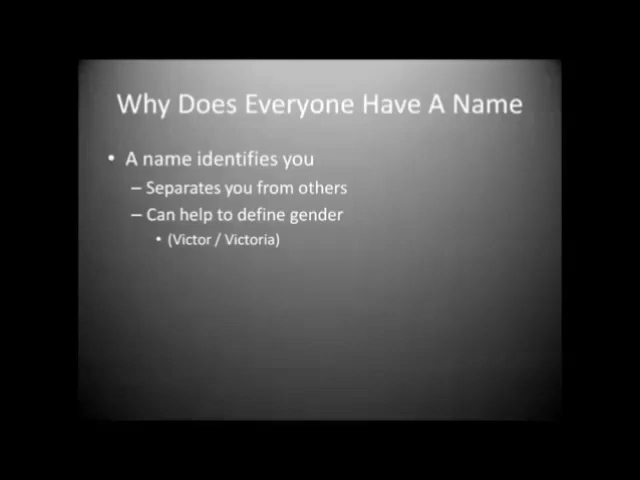 Why Does Everyone Have A Name
• A name identifies you
– Separates you from others
– Can help to define gender
• (Victor / Victoria)